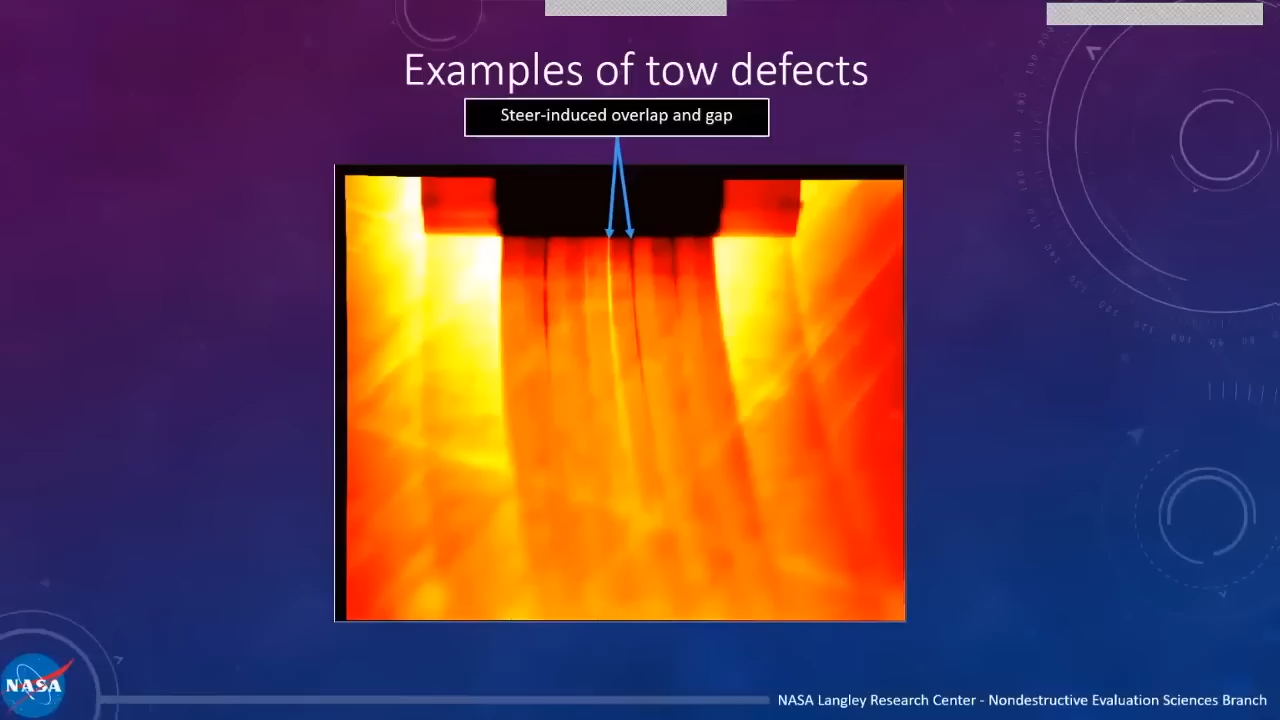 Examples of tow defects
Steer-induced overlap and gap
NASA
NASA Langley Research Center - Nondestructive Evaluation Sciences Branch